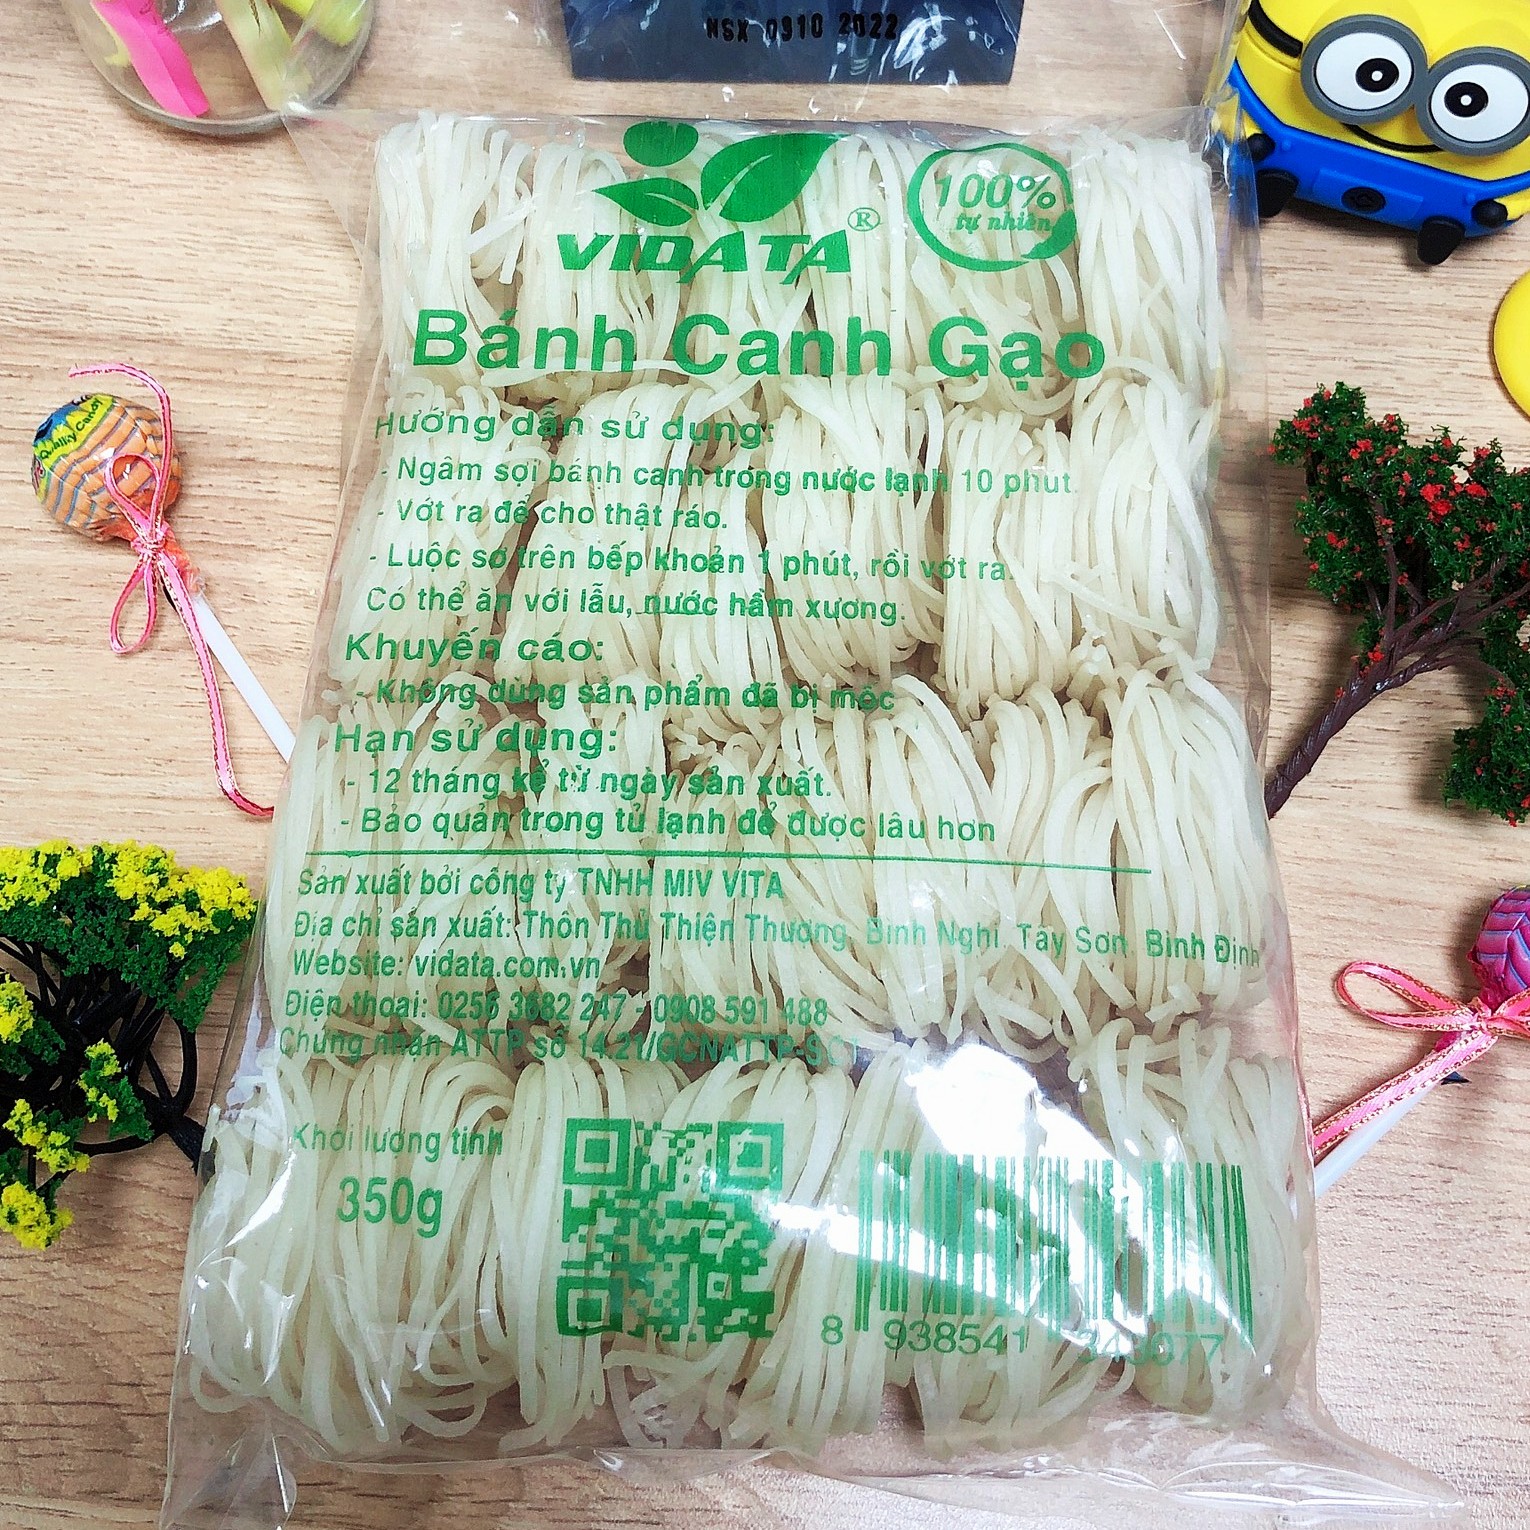 NSX 0910 2022
VIDATA®
100%
tự nhiên
Bánh Canh Gạo
Hướng dẫn sử dụng:
- Ngâm sợi bánh canh trong nước lạnh 10 phút.
- Vớt ra để cho thật ráo.
- Luộc sơ trên bếp khoản 1 phút, rồi vớt ra.
Có thể ăn với lẩu, nước hầm xương.
Khuyến cáo:
- Không dùng sản phẩm đã bị mốc
Hạn sử dụng:
- 12 tháng kể từ ngày sản xuất.
- Bảo quản trong tủ lạnh để được lâu hơn
Sản xuất bởi công ty TNHH MIV VITA
Địa chỉ sản xuất: Thôn Thủ Thiện Thượng, Bình Nghi, Tây Sơn, Bình Định
Website: vidata.com.vn
Điện thoại: 0256 3682 247 - 0908 591 488
Chứng nhận ATTP số 14.21/GCNATTP-SCT
Khối lượng tịnh
350g
8 938541 343077